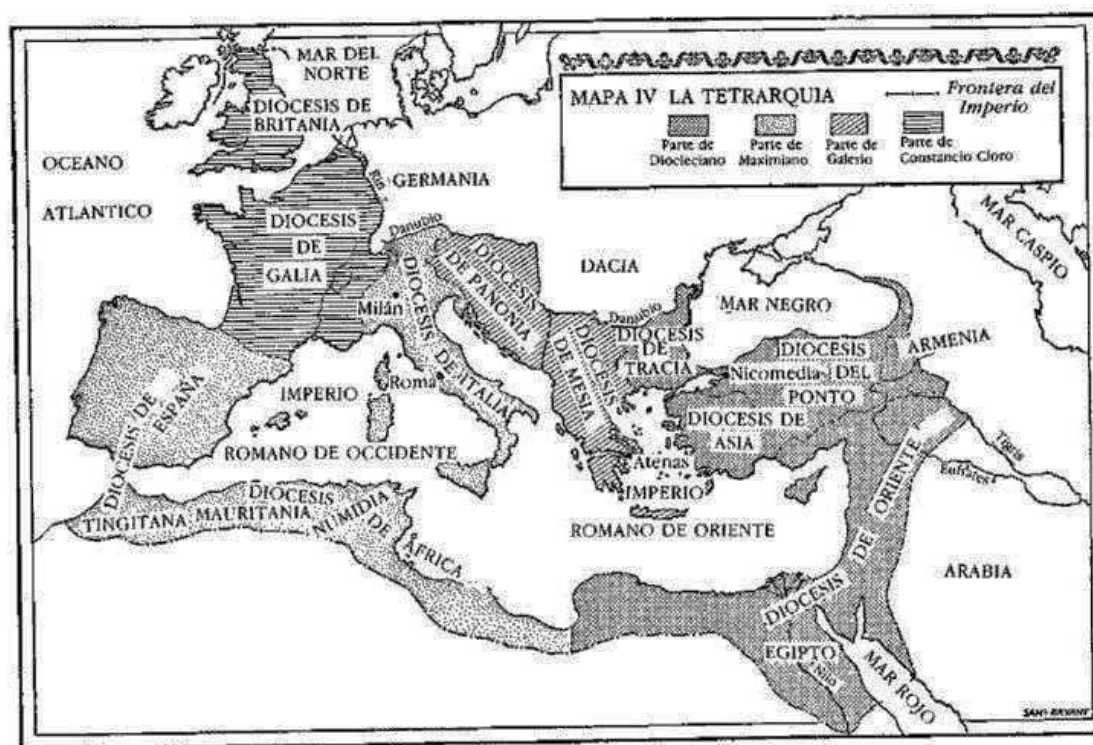 MAPA IV LA TETRARQUIA
Frontera del
Imperio
Parte de
Diocleciano
Parte de
Maximiano
Parte de
Galerio
Parte de
Constancio Cloro
MAR DEL
NORTE
DIOCESIS DE
BRITANIA
OCEANO
ATLANTICO
Rin
GERMANIA
DIOCESIS
DE
GALIA
Danubio
DIOCESIS
DE PANONIA
DACIA
MAR CASPIO
MAR NEGRO
Milán
DIOCESIS
DE ITALIA
Danubio
DIOCESIS
DE
TRACIA
DIOCESIS
DE MESIA
DIOCESIS
DEL
PONTO
Nicomedia
ARMENIA
DIOCESIS DE
ESPAÑA
IMPERIO
Roma
ROMANO DE OCCIDENTE
DIOCESIS DE
ASIA
Atenas
IMPERIO
ROMANO DE ORIENTE
Tigris
Eufrates
DIOCESIS DE ORIENTE
TINGITANA
MAURITANIA
DIOCESIS
NUMIDIA
DE
AFRICA
ARABIA
EGIPTO
Nilo
MAR ROJO